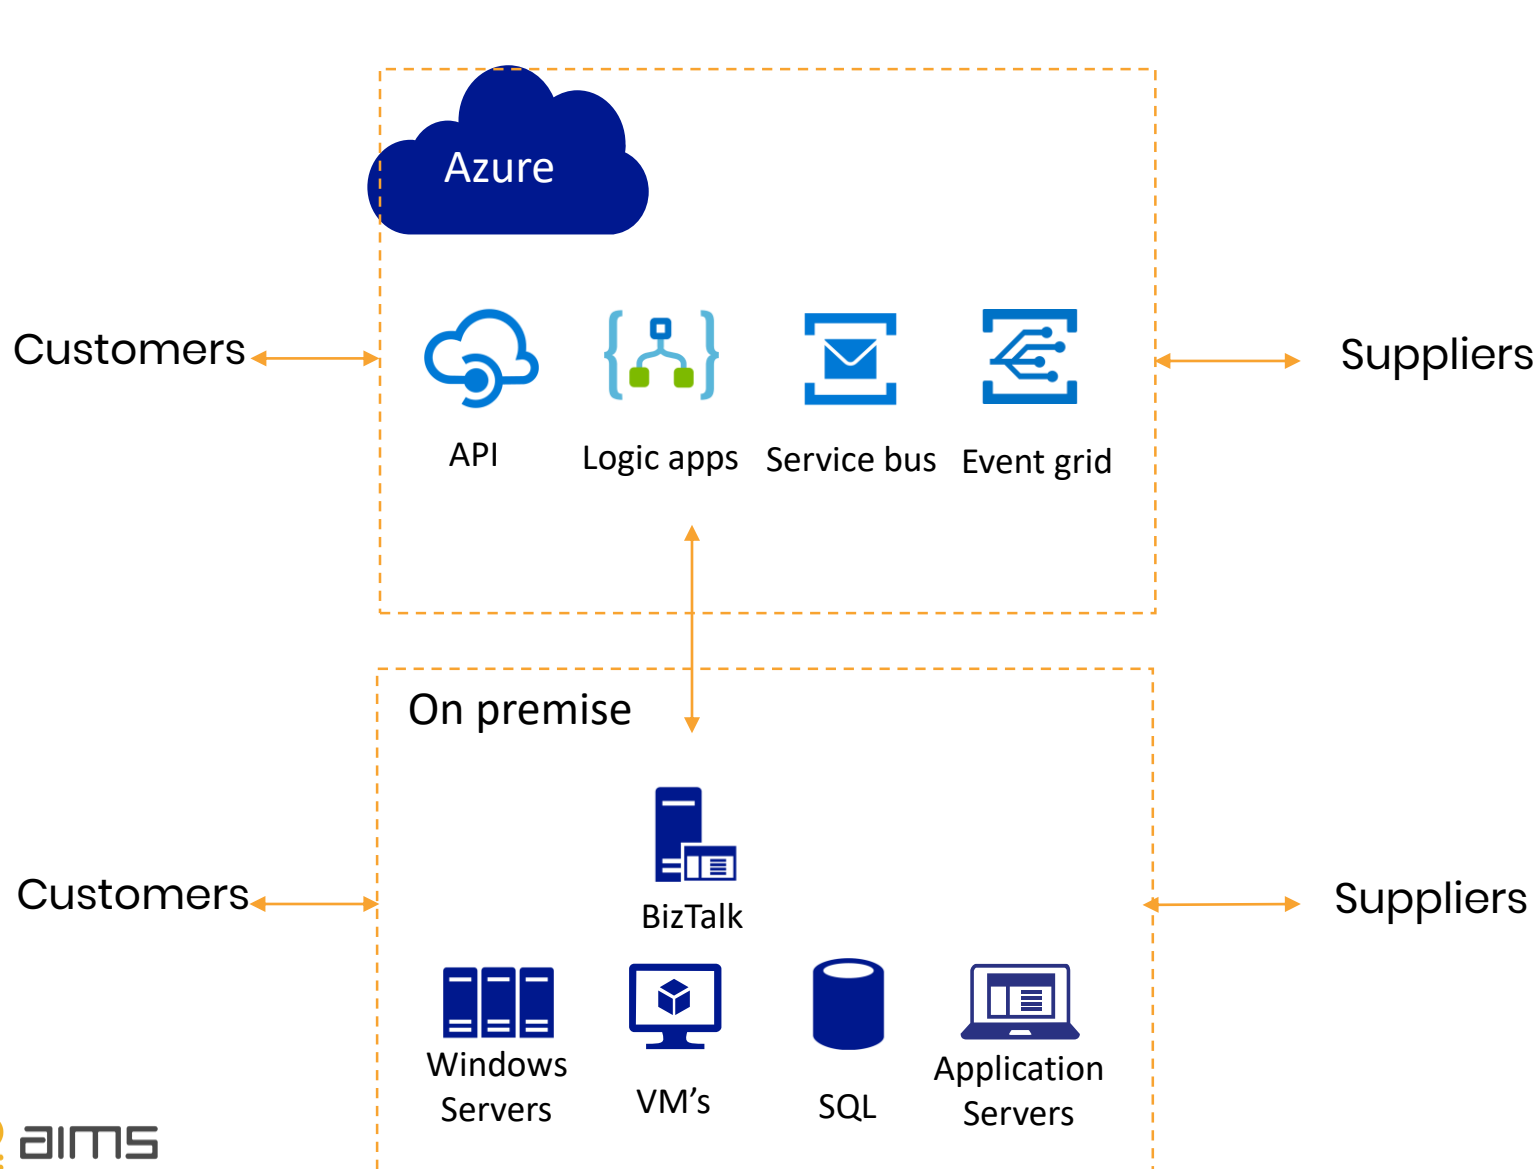 Azure
Customers
Suppliers
API
Logic apps
Service bus
Event grid
On premise
BizTalk
Customers
Suppliers
Windows
Servers
VM's
SQL
Application
Servers
aims